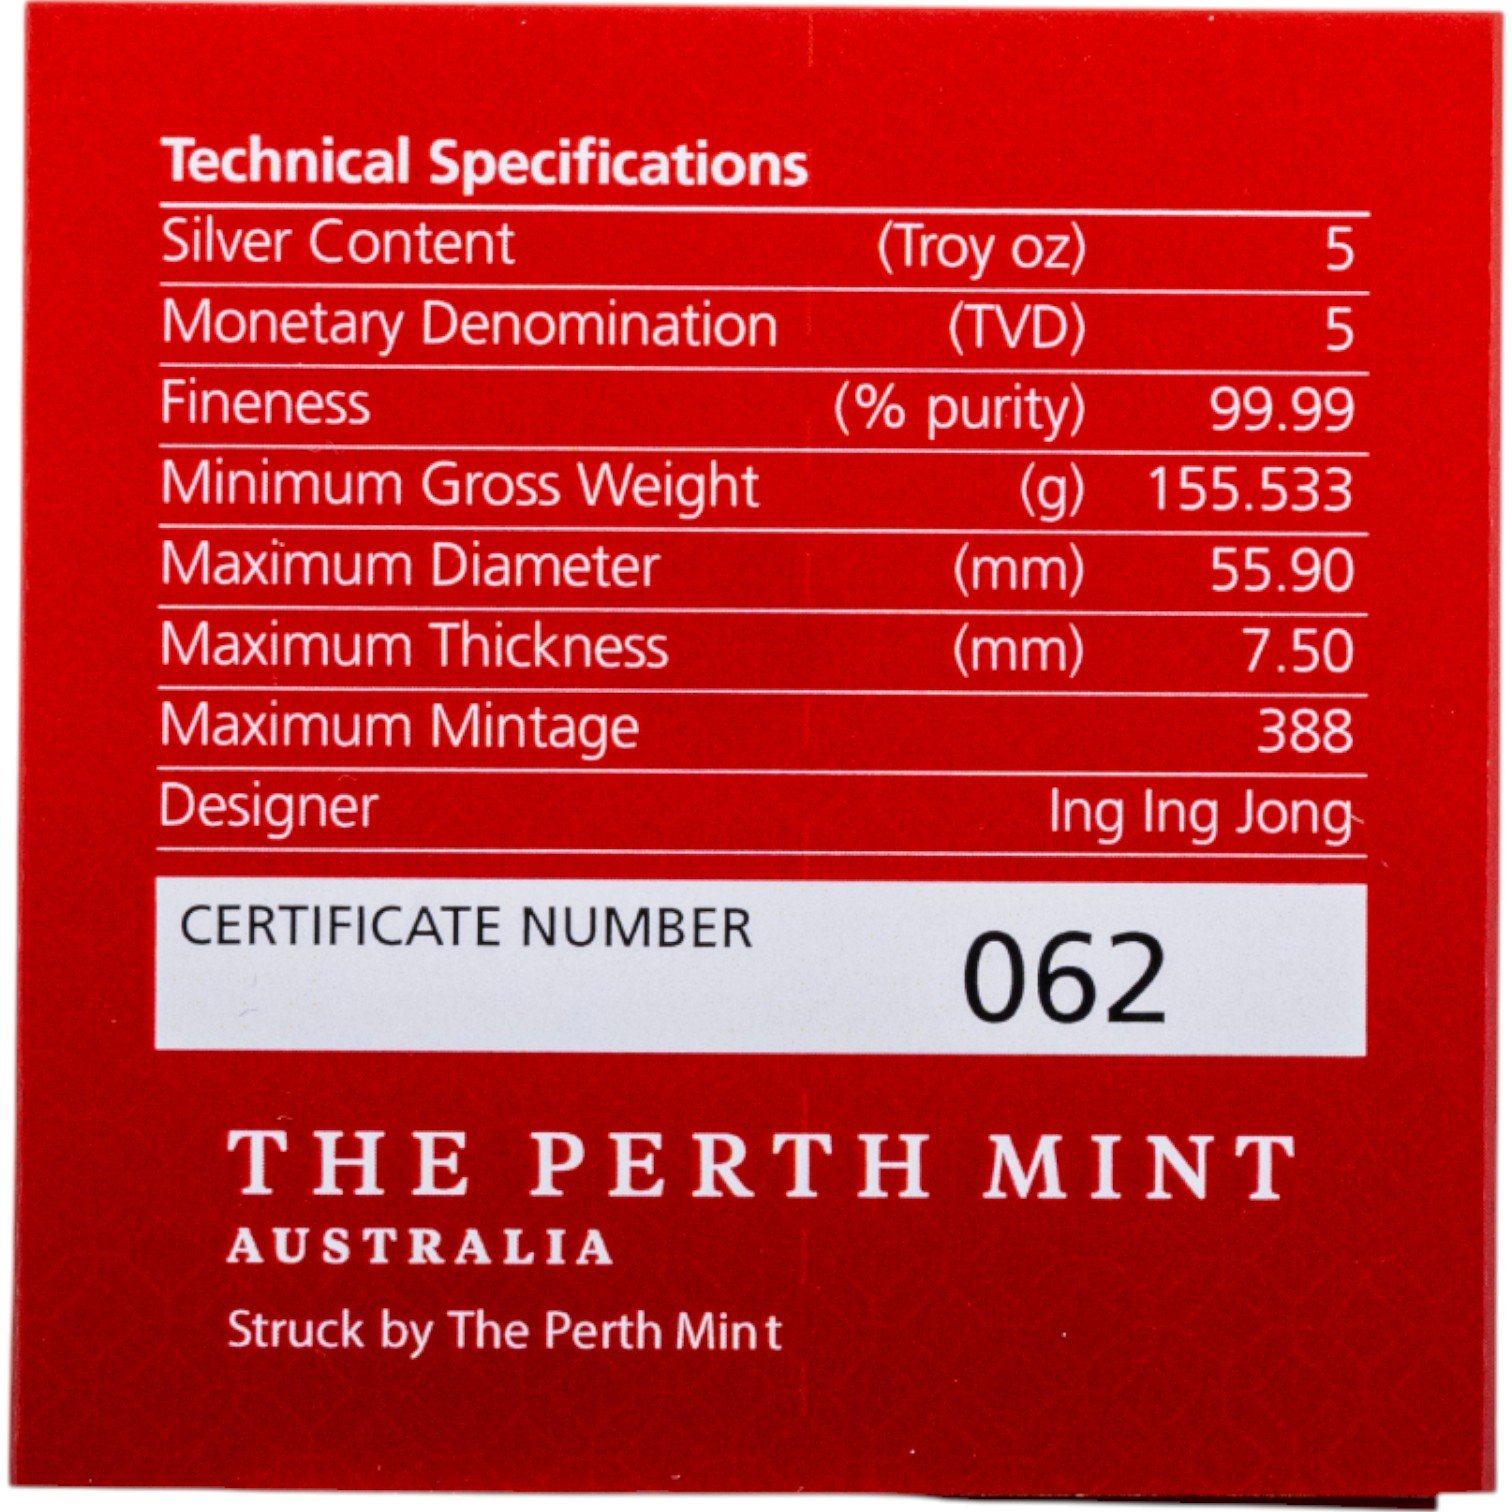 Technical Specifications
Silver Content (Troy oz) 5
Monetary Denomination (TVD) 5
Fineness (% purity) 99.99
Minimum Gross Weight (g) 155.533
Maximum Diameter (mm) 55.90
Maximum Thickness (mm) 7.50
Maximum Mintage 388
Designer Ing Ing Jong
CERTIFICATE NUMBER 062
THE PERTH MINT
AUSTRALIA
Struck by The Perth Mint